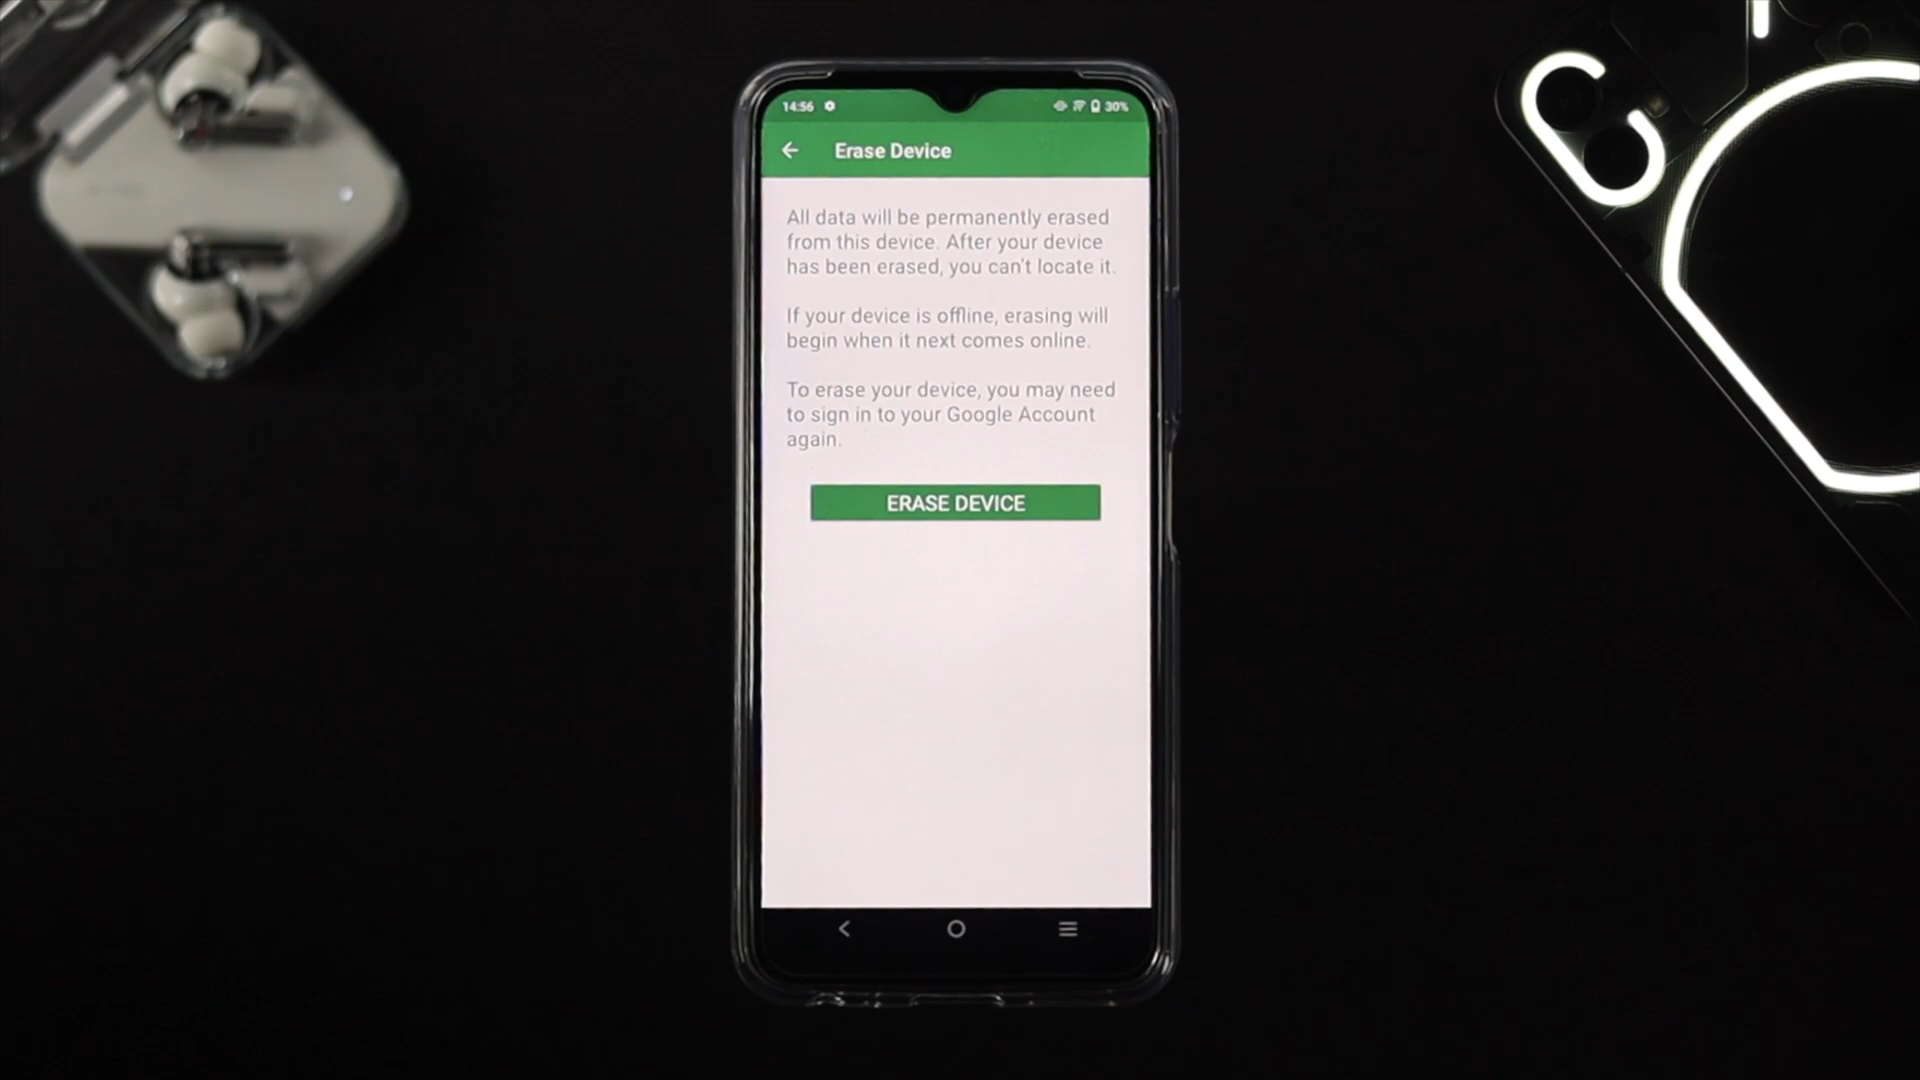 14:56
30%
Erase Device
All data will be permanently erased
from this device. After your device
has been erased, you can't locate it.
If your device is offline, erasing will
begin when it next comes online.
To erase your device, you may need
to sign in to your Google Account
again.
ERASE DEVICE